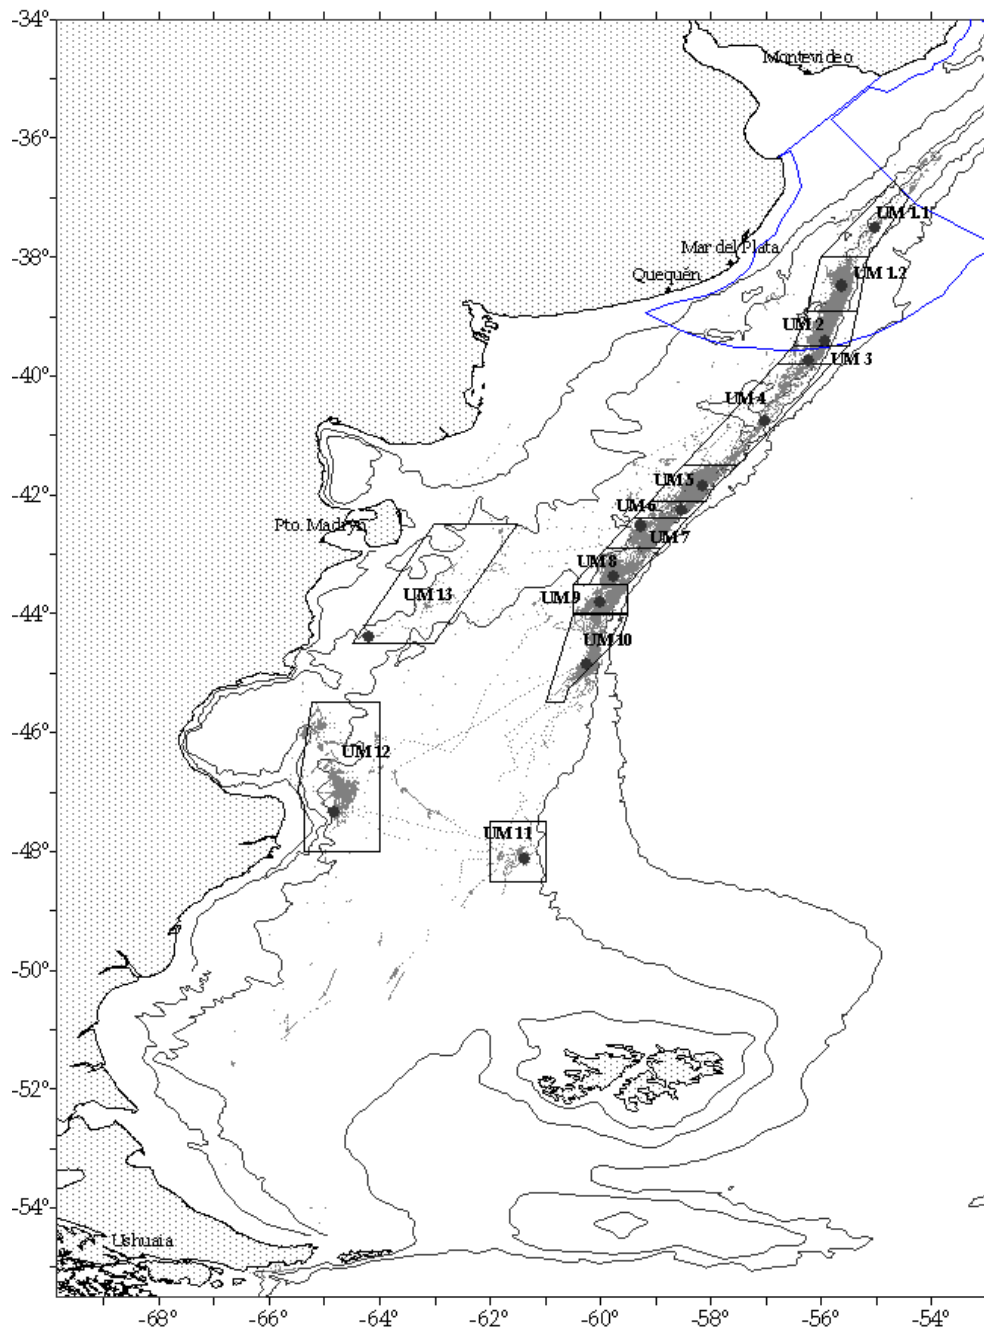 -34°
Montevideo
-36°
UM 1.1
-38°
Mar del Plata
Quequén
UM 1.2
UM 2
UM 3
-40°
UM 4
UM 5
-42°
UM 6
Pto. Madryn
UM 7
UM 8
UM 9
UM 13
-44°
UM 10
-46°
UM 12
UM 11
-48°
-50°
-52°
-54°
Ushuaia
-68° -66° -64° -62° -60° -58° -56° -54°